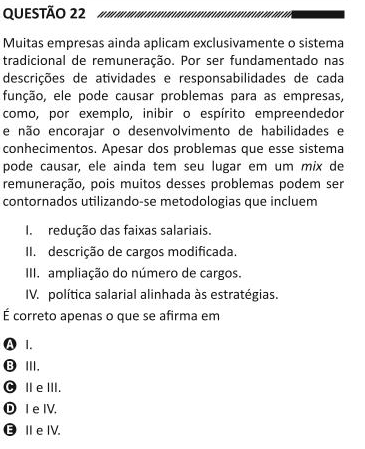 QUESTÃO 22
Muitas empresas ainda aplicam exclusivamente o sistema
tradicional de remuneração. Por ser fundamentado nas
descrições de atividades e responsabilidades de cada
função, ele pode causar problemas para as empresas,
como, por exemplo, inibir o espírito empreendedor
e não encorajar o desenvolvimento de habilidades e
conhecimentos. Apesar dos problemas que esse sistema
pode causar, ele ainda tem seu lugar em um mix de
remuneração, pois muitos desses problemas podem ser
contornados utilizando-se metodologias que incluem
I. redução das faixas salariais.
II. descrição de cargos modificada.
III. ampliação do número de cargos.
IV. política salarial alinhada às estratégias.
É correto apenas o que se afirma em
A I.
B III.
C II e III.
D I e IV.
E II e IV.